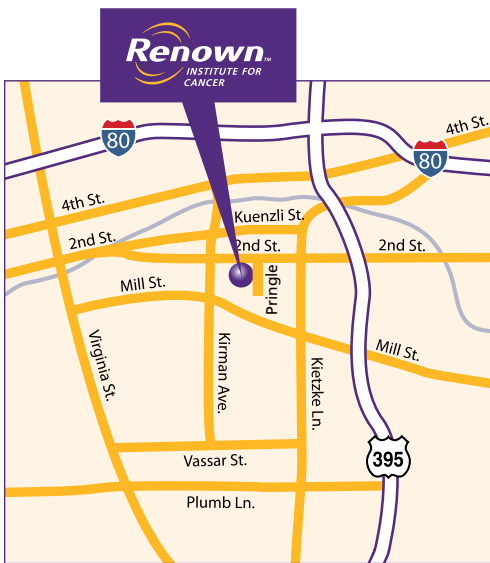 Renown™
INSTITUTE FOR
CANCER
80
4th St.
80
4th St.
Kuenzli St.
2nd St.
2nd St.
2nd St.
Mill St.
Pringle
Virginia St.
Kirman Ave.
Kietzke Ln.
Mill St.
395
Vassar St.
Plumb Ln.